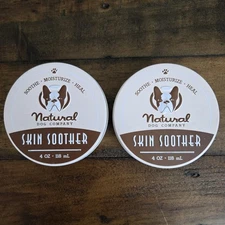 SOOTHE · MOISTURIZE · HEAL
Natural
DOG COMPANY
SKIN SOOTHER
4 OZ · 118 mL
SOOTHE · MOISTURIZE · HEAL
Natural
DOG COMPANY
SKIN SOOTHER
4 OZ · 118 mL